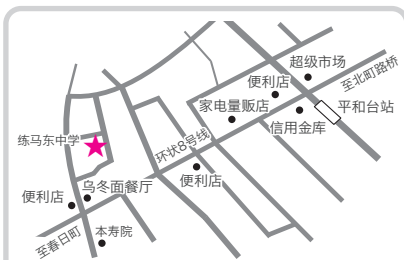 超级市场
至北町路桥
便利店
家电量贩店
平和台站
信用金库
练马东中学
环状8号线
便利店
乌冬面餐厅
便利店
至春日町
本寿院